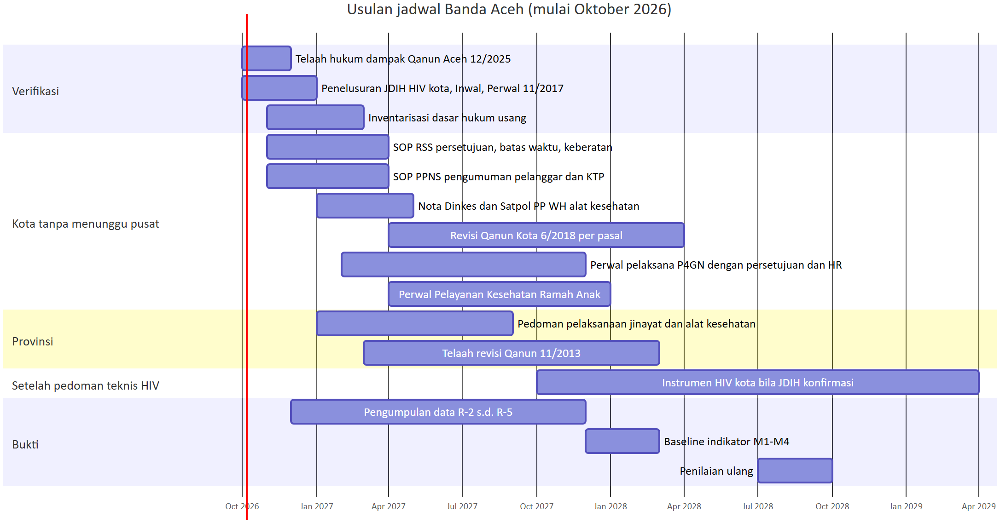 Usulan jadwal Banda Aceh (mulai Oktober 2026)
Verifikasi
Telaah hukum dampak Qanun Aceh 12/2025
Penelusuran JDIH HIV kota, Inwal, Perwal 11/2017
Inventarisasi dasar hukum usang
Kota tanpa menunggu pusat
SOP RSS persetujuan, batas waktu, keberatan
SOP PPNS pengumuman pelanggar dan KTP
Nota Dinkes dan Satpol PP WH alat kesehatan
Revisi Qanun Kota 6/2018 per pasal
Perwal pelaksana P4GN dengan persetujuan dan HR
Perwal Pelayanan Kesehatan Ramah Anak
Provinsi
Pedoman pelaksanaan jinayat dan alat kesehatan
Telaah revisi Qanun 11/2013
Setelah pedoman teknis HIV
Instrumen HIV kota bila JDIH konfirmasi
Bukti
Pengumpulan data R-2 s.d. R-5
Baseline indikator M1-M4
Penilaian ulang
Oct 2026 Jan 2027 Apr 2027 Jul 2027 Oct 2027 Jan 2028 Apr 2028 Jul 2028 Oct 2028 Jan 2029 Apr 2029